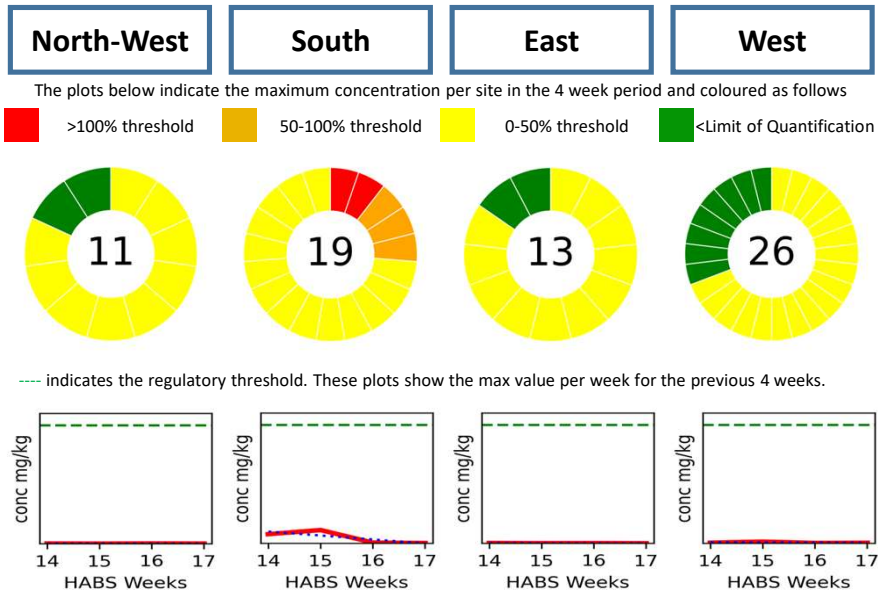 North-West South East West
The plots below indicate the maximum concentration per site in the 4 week period and coloured as follows
>100% threshold 50-100% threshold 0-50% threshold <Limit of Quantification
11 19 13 26
---- indicates the regulatory threshold. These plots show the max value per week for the previous 4 weeks.
conc mg/kg conc mg/kg conc mg/kg conc mg/kg
14 15 16 17 14 15 16 17 14 15 16 17 14 15 16 17
HABS Weeks HABS Weeks HABS Weeks HABS Weeks